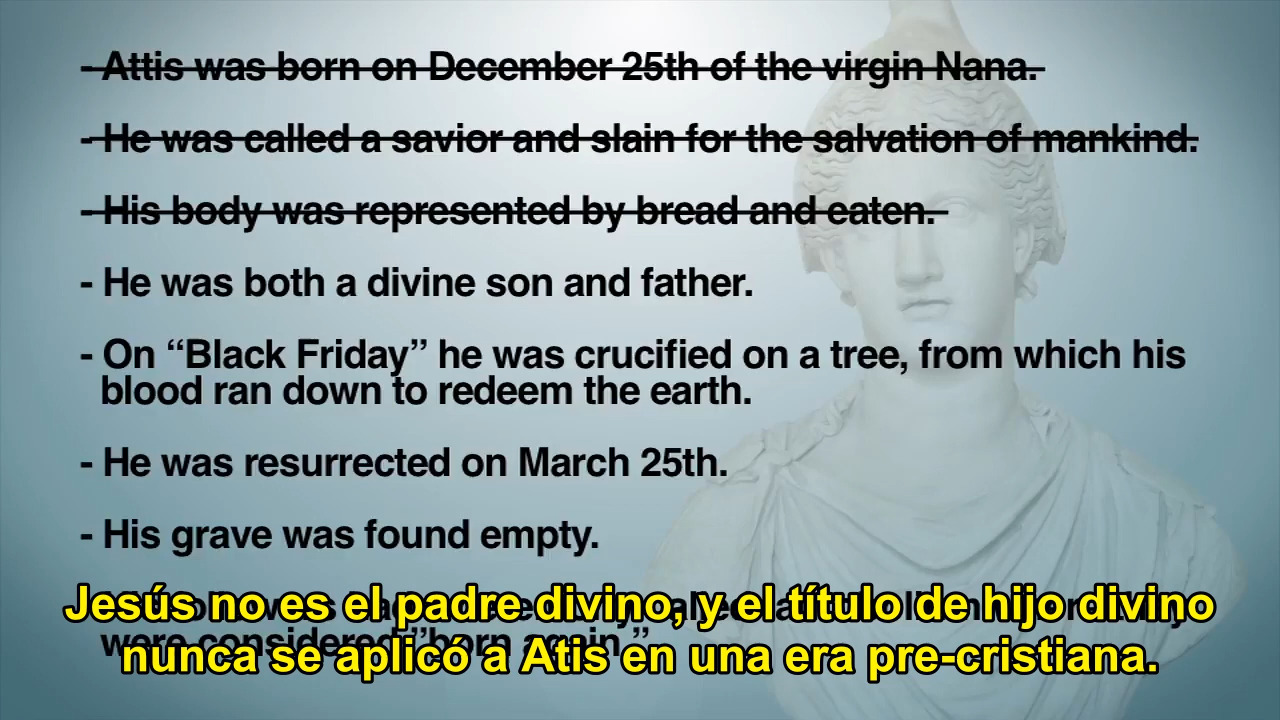 - Attis was born on December 25th of the virgin Nana.
- He was called a savior and slain for the salvation of mankind.
- His body was represented by bread and eaten.
- He was both a divine son and father.
- On “Black Friday” he was crucified on a tree, from which his
blood ran down to redeem the earth.
- He was resurrected on March 25th.
- His grave was found empty.
were considered “born again.”
Jesús no es el padre divino, y el título de hijo divino
nunca se aplicó a Atis en una era pre-cristiana.